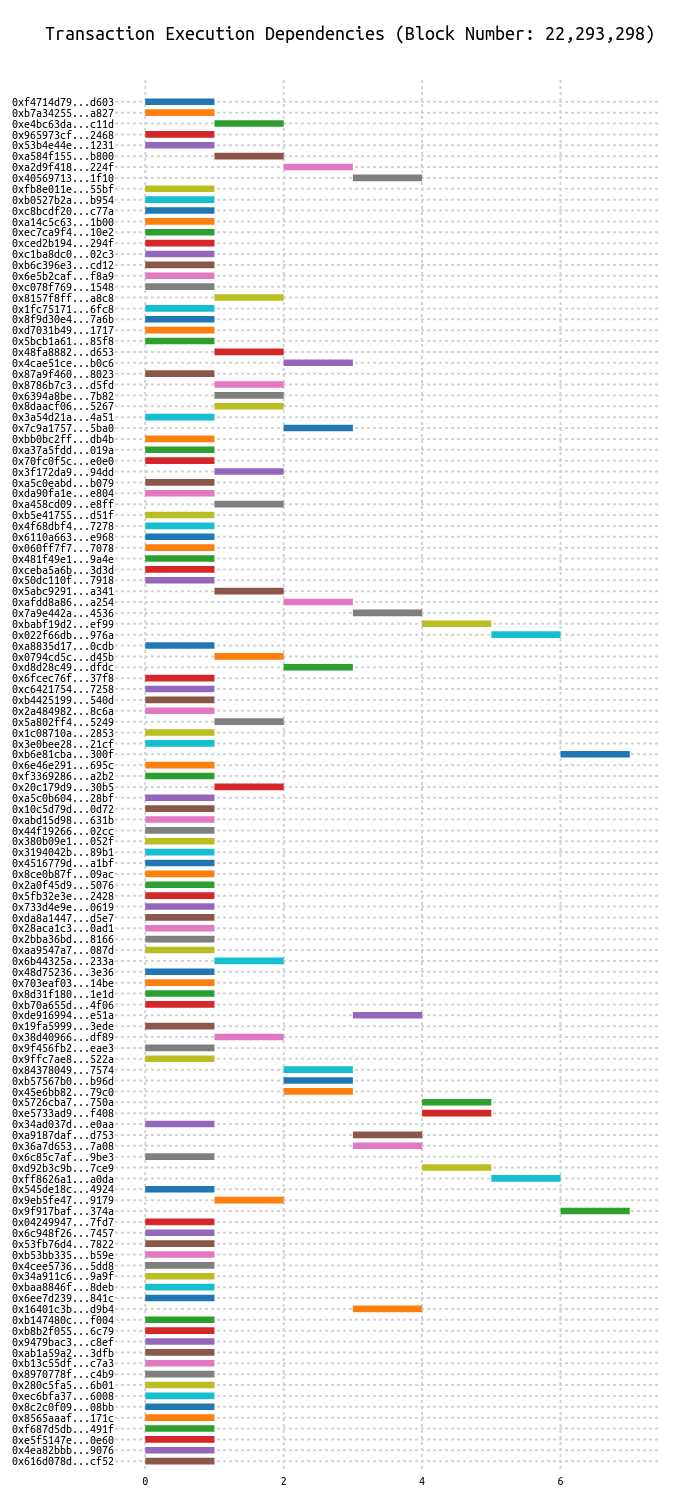 Transaction Execution Dependencies (Block Number: 22,293,298)
0xf4714d79...d603
0xb7a34255...a827
0xe4bc63da...c11d
0x965973cf...2468
0x53b4e44e...1231
0xa584f155...b800
0xa2d9f418...224f
0x40569713...1f10
0xfb8e011e...55bf
0xb0527b2a...b954
0xc8bcdf20...c77a
0xa14c5c63...1b00
0xec7ca9f4...10e2
0xced2b194...294f
0xc1ba8dc0...02c3
0xb6c396e3...cd12
0x6e5b2caf...f8a9
0xc078f769...1548
0x8157f8ff...a8c8
0x1fc75171...6fc8
0x8f9d30e4...7a6b
0xd7031b49...1717
0x5bcb1a61...85f8
0x48fa8882...d653
0x4cae51ce...b0c6
0x87a9f460...8023
0x8786b7c3...d5fd
0x6394a8be...7b82
0x8daacf06...5267
0x3a54d21a...4a51
0x7c9a1757...5ba0
0xbb0bc2ff...db4b
0xa37a5fdd...019a
0x70fc0f5c...e0e0
0x3f172da9...94dd
0xa5c0eabd...b079
0xda90fa1e...e804
0xa458cd09...e8ff
0xb5e41755...d51f
0x4f68dbf4...7278
0x6110a663...e968
0x060ff7f7...7078
0x481f49e1...9a4e
0xceba5a6b...3d3d
0x50dc110f...7918
0x5abc9291...a341
0xafdd8a86...a254
0x7a9e442a...4536
0xbabf19d2...ef99
0x022f66db...976a
0xa8835d17...0cdb
0x0794cd5c...d45b
0xd8d28c49...dfdc
0x6fcec76f...37f8
0xc6421754...7258
0xb4425199...540d
0x2a484982...8c6a
0x5a802ff4...5249
0x1c08710a...2853
0x3e0bee28...21cf
0xb6e81cba...300f
0x6e46e291...695c
0xf3369286...a2b2
0x20c179d9...30b5
0xa5c0b604...28bf
0x10c5d79d...0d72
0xabd15d98...631b
0x44f19266...02cc
0x380b09e1...052f
0x3194042b...89b1
0x4516779d...a1bf
0x8ce0b87f...09ac
0x2a0f45d9...5076
0x5fb32e3e...2428
0x733d4e9e...0619
0xda8a1447...d5e7
0x28aca1c3...0ad1
0x2bba36bd...8166
0xaa9547a7...087d
0x6b44325a...233a
0x48d75236...3e36
0x703eaf03...14be
0x8d31f180...1e1d
0xb70a655d...4f06
0xde916994...e51a
0x19fa5999...3ede
0x38d40966...df89
0x9f456fb2...eae3
0x9ffc7ae8...522a
0x84378049...7574
0xb57567b0...b96d
0x45e6bb82...79c0
0x5726cba7...750a
0xe5733ad9...f408
0x34ad037d...e0aa
0xa9187daf...d753
0x36a7d653...7a08
0x6c85c7af...9be3
0xd92b3c9b...7ce9
0xff8626a1...a0da
0x545de18c...4924
0x9eb5fe47...9179
0x9f917baf...374a
0x04249947...7fd7
0x6c948f26...7457
0x53fb76d4...7822
0xb53bb335...b59e
0x4cee5736...5dd8
0x34a911c6...9a9f
0xbaa8846f...8deb
0x6ee7d239...841c
0x16401c3b...d9b4
0xb147480c...f004
0xb8b2f055...6c79
0x9479bac3...c8ef
0xab1a59a2...3dfb
0xb13c55df...c7a3
0x8970778f...c4b9
0x280c5fa5...6b01
0xec6bfa37...6008
0x8c2c0f09...08bb
0x8565aaaf...171c
0xf687d5db...491f
0xe5f5147e...0e60
0x4ea82bbb...9076
0x616d078d...cf52
0 2 4 6